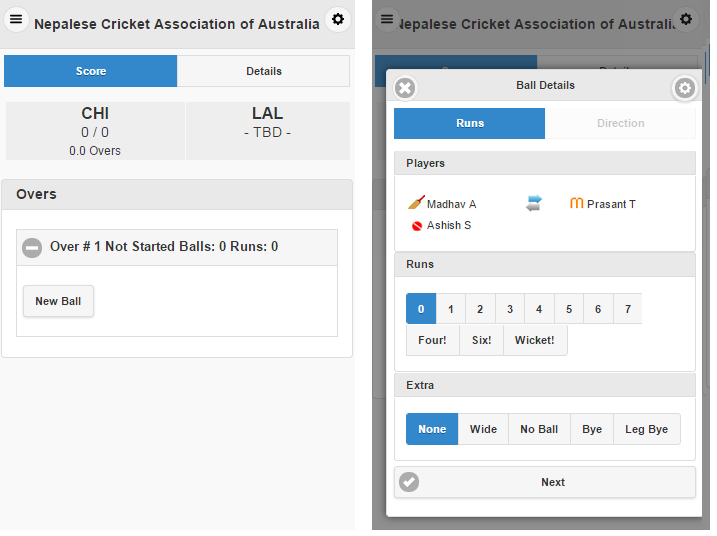 Nepalese Cricket Association of Australia
Score Details
CHI LAL
0 / 0 - TBD -
0.0 Overs
Overs
Over # 1 Not Started Balls: 0 Runs: 0
New Ball
Nepalese Cricket Association of Australia
Ball Details
Runs Direction
Players
Madhav A Prasant T
Ashish S
Runs
0 1 2 3 4 5 6 7
Four! Six! Wicket!
Extra
None Wide No Ball Bye Leg Bye
Next